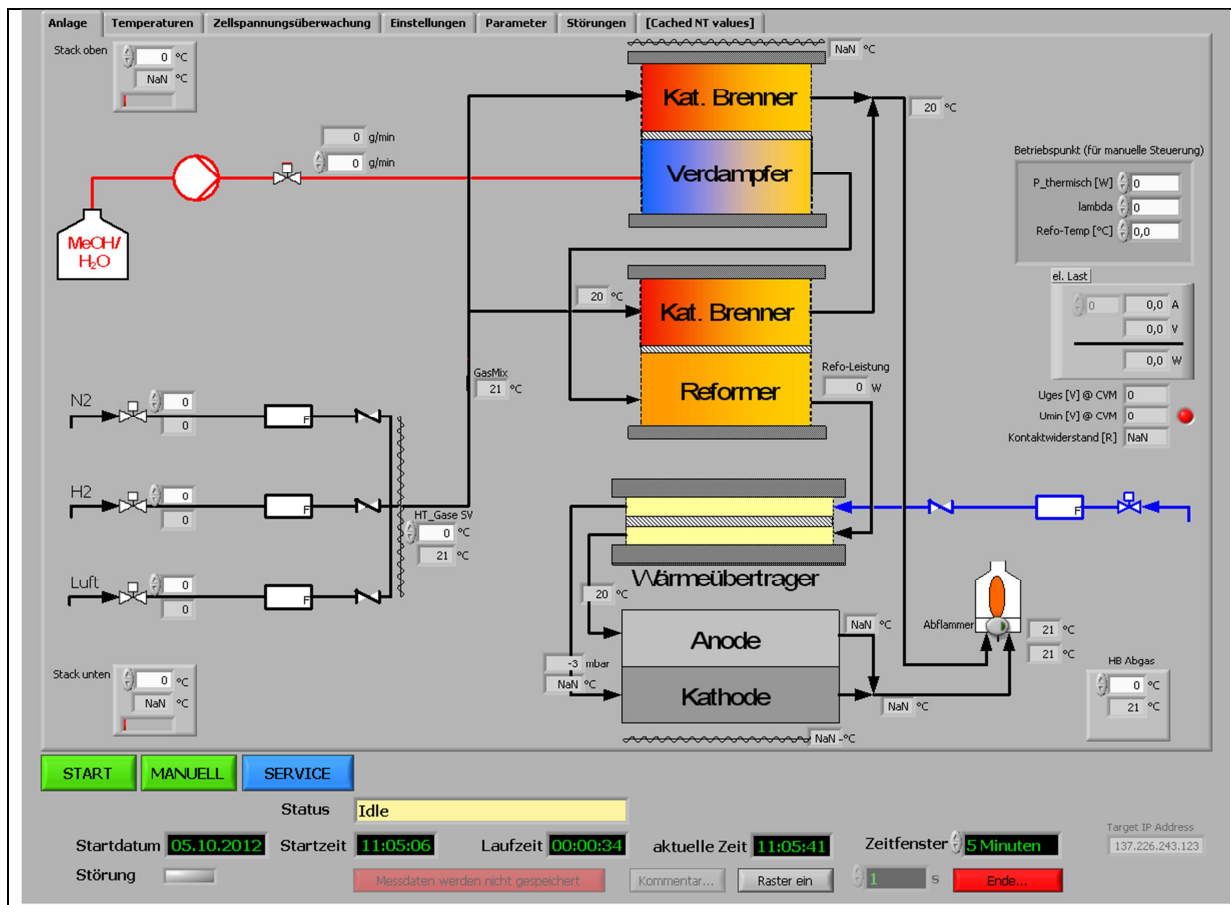 Anlage Temperaturen Zellspannungsüberwachung Einstellungen Parameter Störungen [Cached NT values]
Stack oben
0 °C
NaN °C
NaN °C
Kat. Brenner
20 °C
0 g/min
0 g/min
Verdampfer
MeOH/
H2O
Betriebspunkt (für manuelle Steuerung)
P_thermisch [W] 0
lambda 0
Refo-Temp [°C] 0,0
el. Last
0 0,0 A
0,0 V
0,0 W
20 °C
Kat. Brenner
GasMix
21 °C
Reformer
Refo-Leistung
0 W
Uges [V] @ CVM 0
Umin [V] @ CVM 0
Kontaktwiderstand [R] NaN
N2
0
0
F
H2
0
0
F
HT_Gase SV
0 °C
21 °C
Luft
0
0
F
F
Wärmeübertrager
20 °C
Anode
NaN °C
-3 mbar
NaN °C
Kathode
NaN °C
NaN °C
Abflammer
21 °C
21 °C
HB Abgas
0 °C
21 °C
Stack unten
0 °C
NaN °C
START MANUELL SERVICE
Status Idle
Startdatum 05.10.2012 Startzeit 11:05:06 Laufzeit 00:00:34 aktuelle Zeit 11:05:41 Zeitfenster 5 Minuten
Target IP Address
137.226.243.123
Störung Messdaten werden nicht gespeichert Kommentar... Raster ein 1 s Ende...